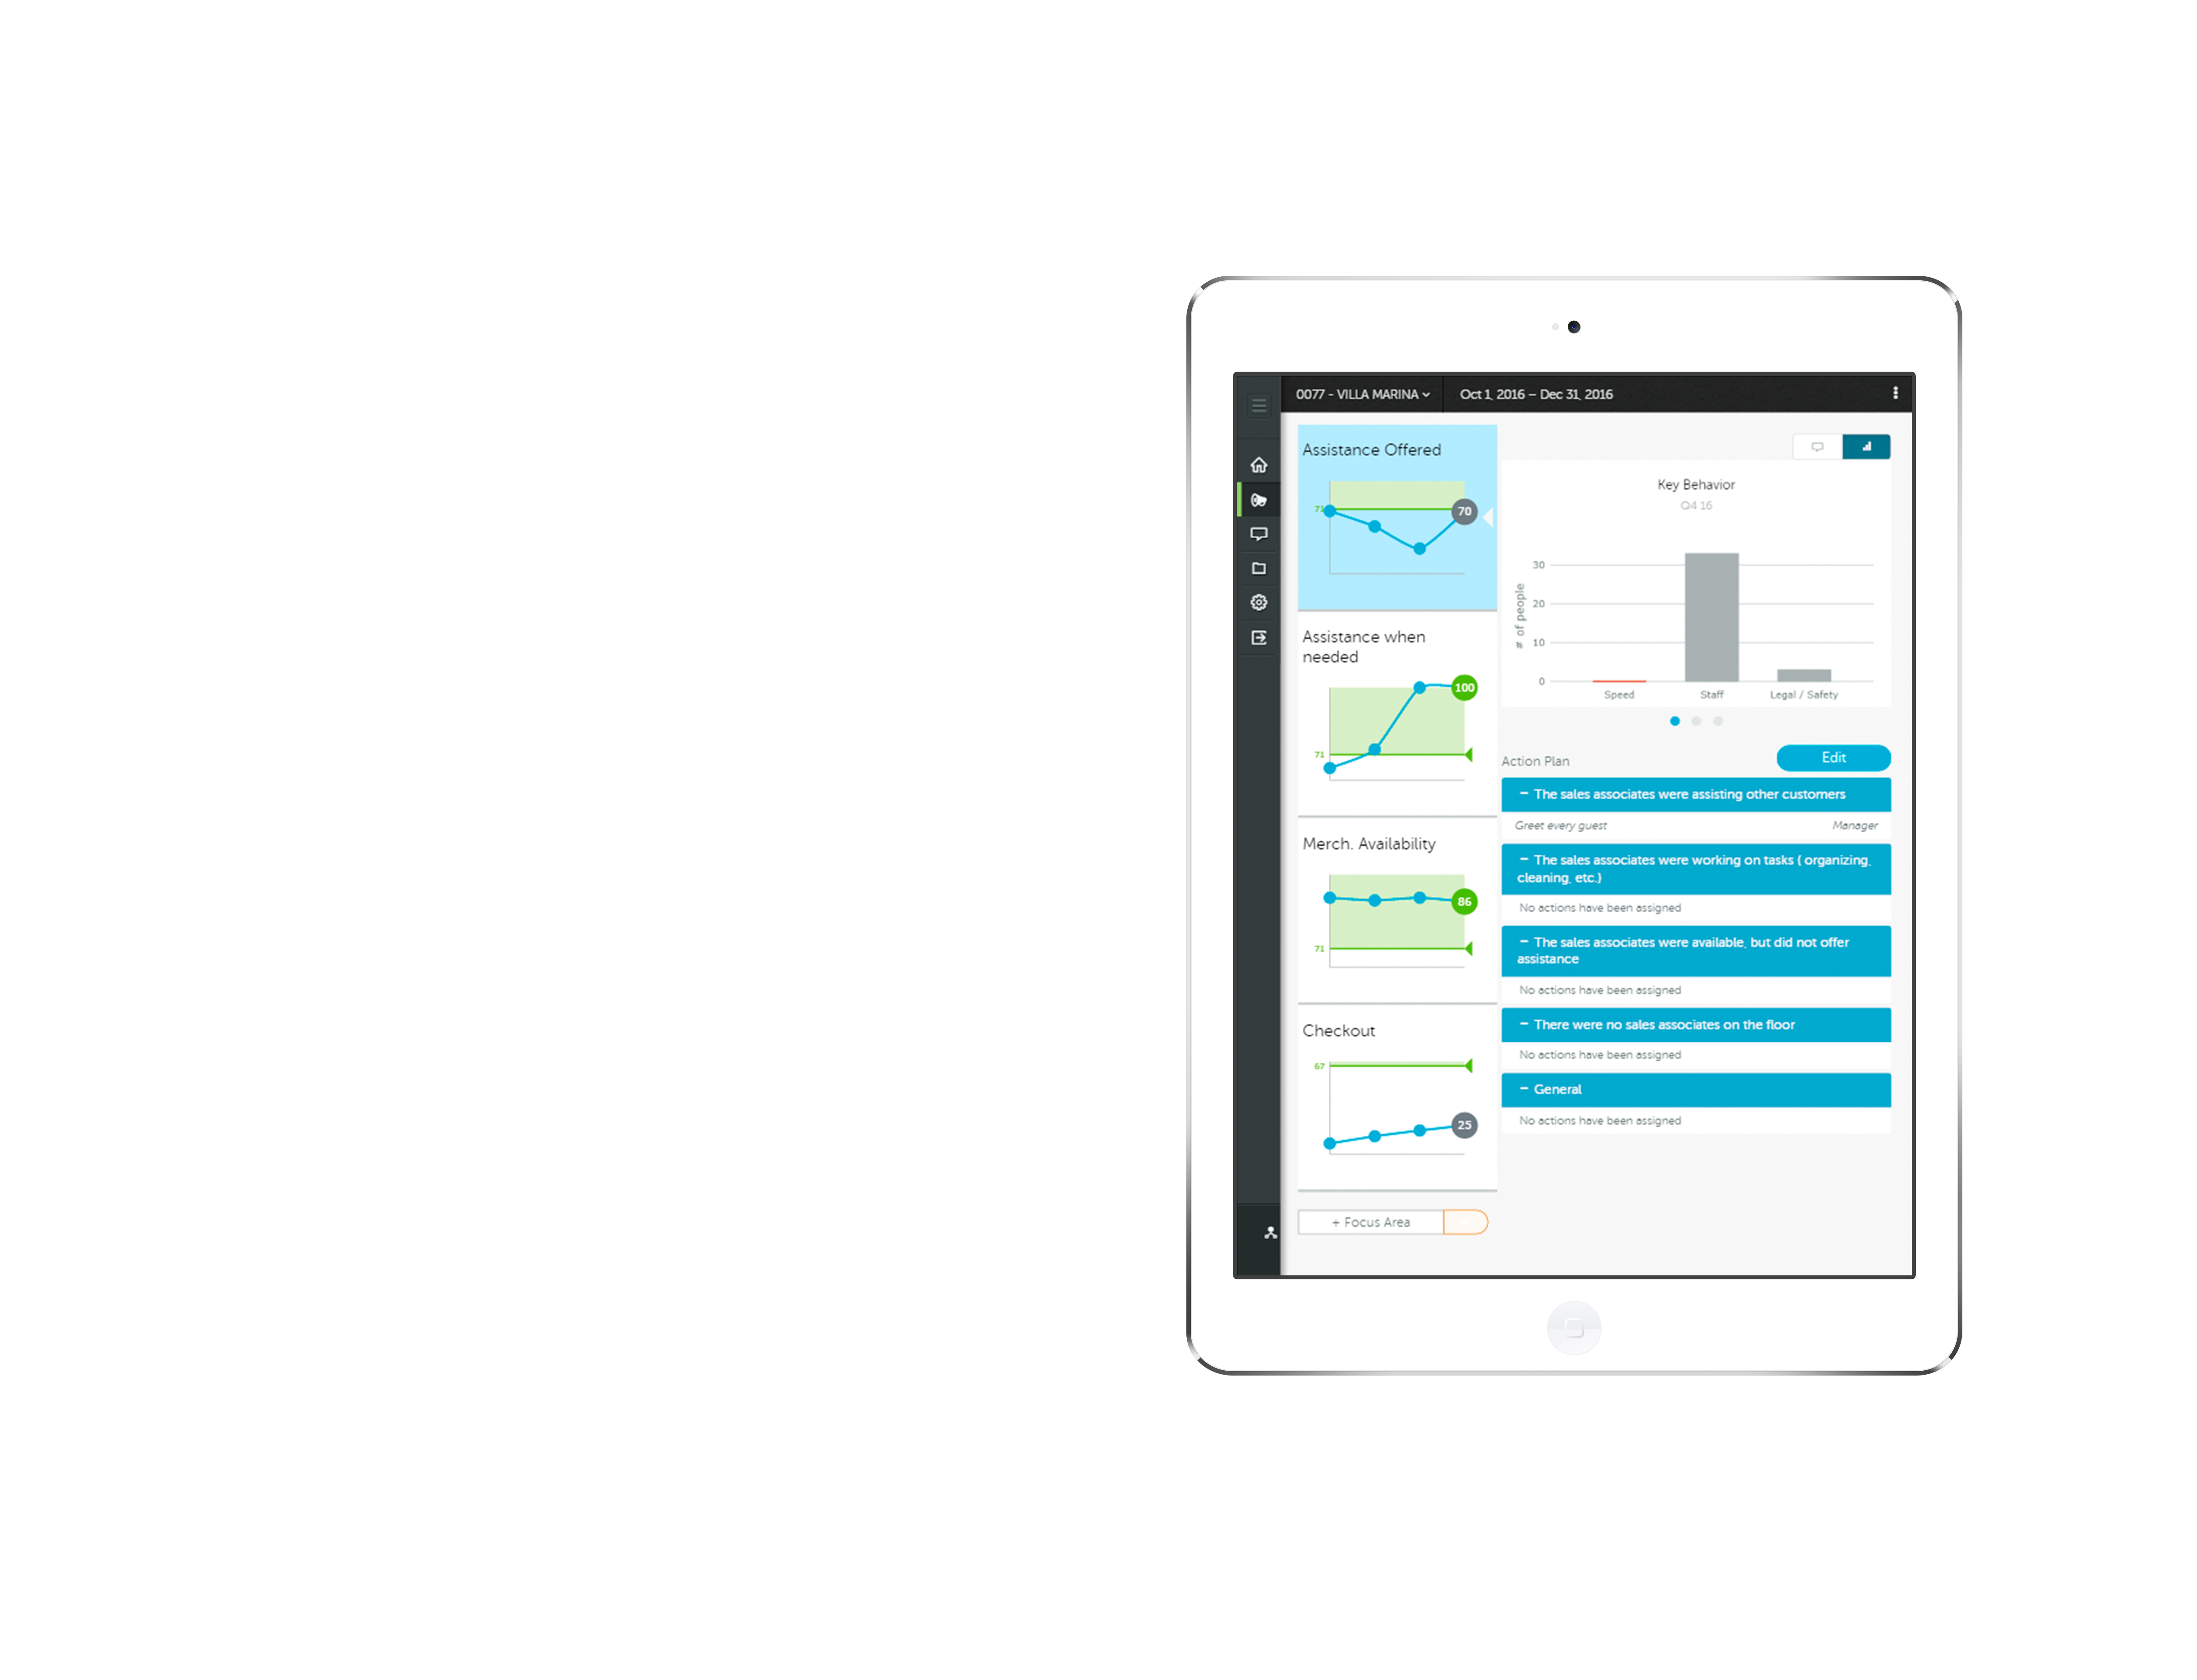 0077 - VILLA MARINA
Oct 1, 2016 – Dec 31, 2016
Assistance Offered
71
70
Assistance when
needed
100
71
Merch. Availability
86
71
Checkout
67
25
+ Focus Area
Key Behavior
Q4 16
# of people
30
20
10
0
Speed
Staff
Legal / Safety
Action Plan
Edit
– The sales associates were assisting other customers
Greet every guest
Manager
– The sales associates were working on tasks ( organizing,
cleaning, etc.)
No actions have been assigned
– The sales associates were available, but did not offer
assistance
No actions have been assigned
– There were no sales associates on the floor
No actions have been assigned
– General
No actions have been assigned